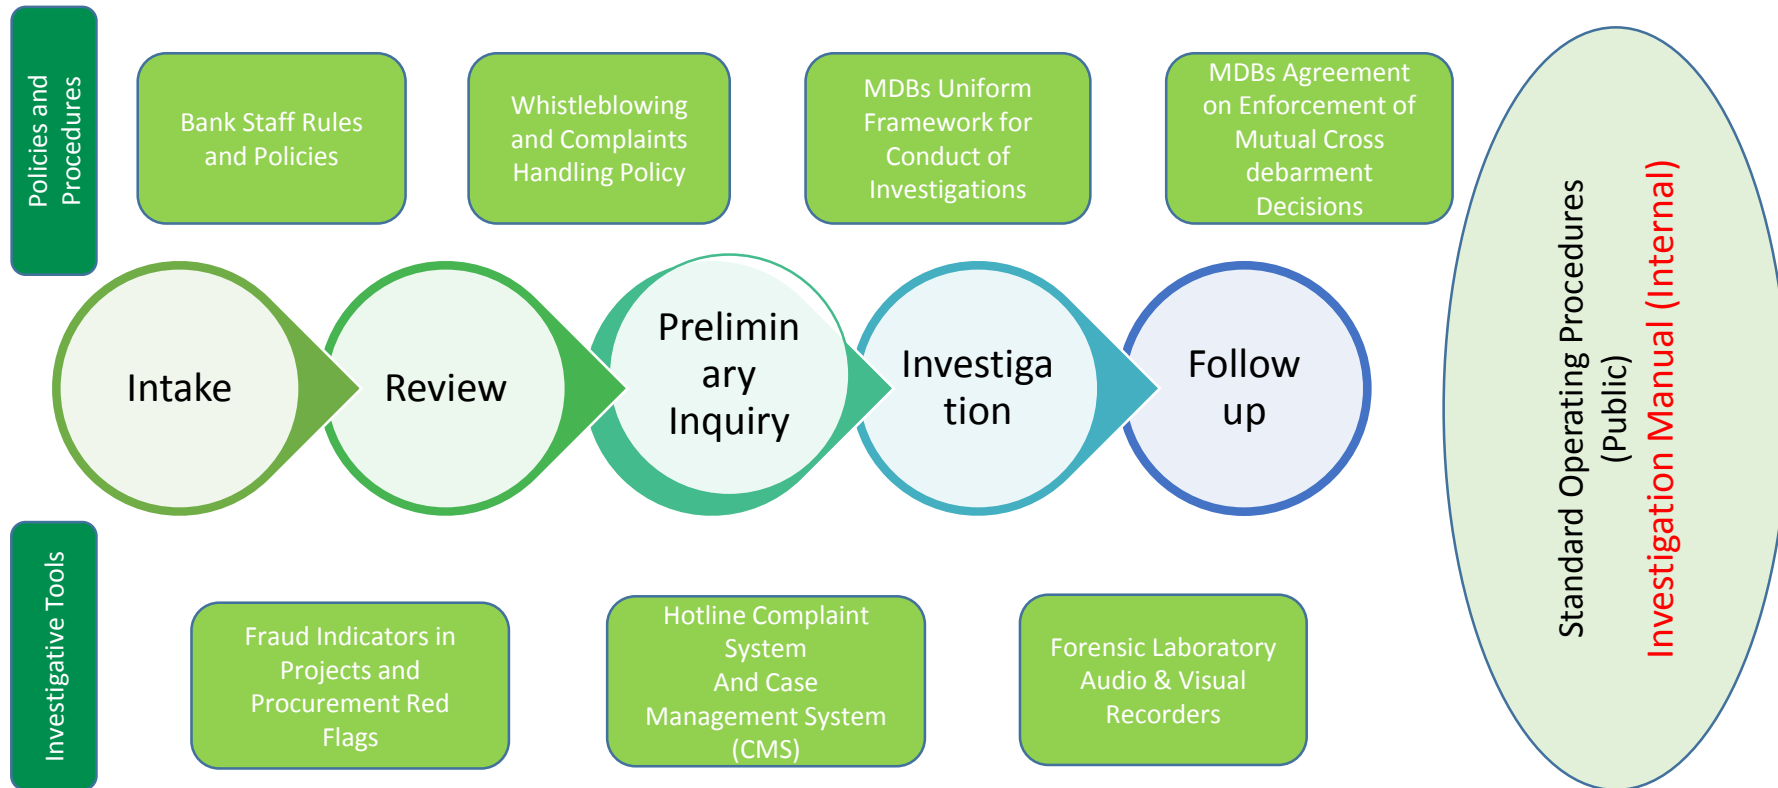 Policies and
Procedures
Bank Staff Rules
and Policies
Whistleblowing
and Complaints
Handling Policy
MDBs Uniform
Framework for
Conduct of
Investigations
MDBs Agreement
on Enforcement of
Mutual Cross
debarment
Decisions
Intake
Review
Prelimin
ary
Inquiry
Investiga
tion
Follow
up
Standard Operating Procedures
(Public)
Investigation Manual (Internal)
Investigative Tools
Fraud Indicators in
Projects and
Procurement Red
Flags
Hotline Complaint
System
And Case
Management System
(CMS)
Forensic Laboratory
Audio & Visual
Recorders